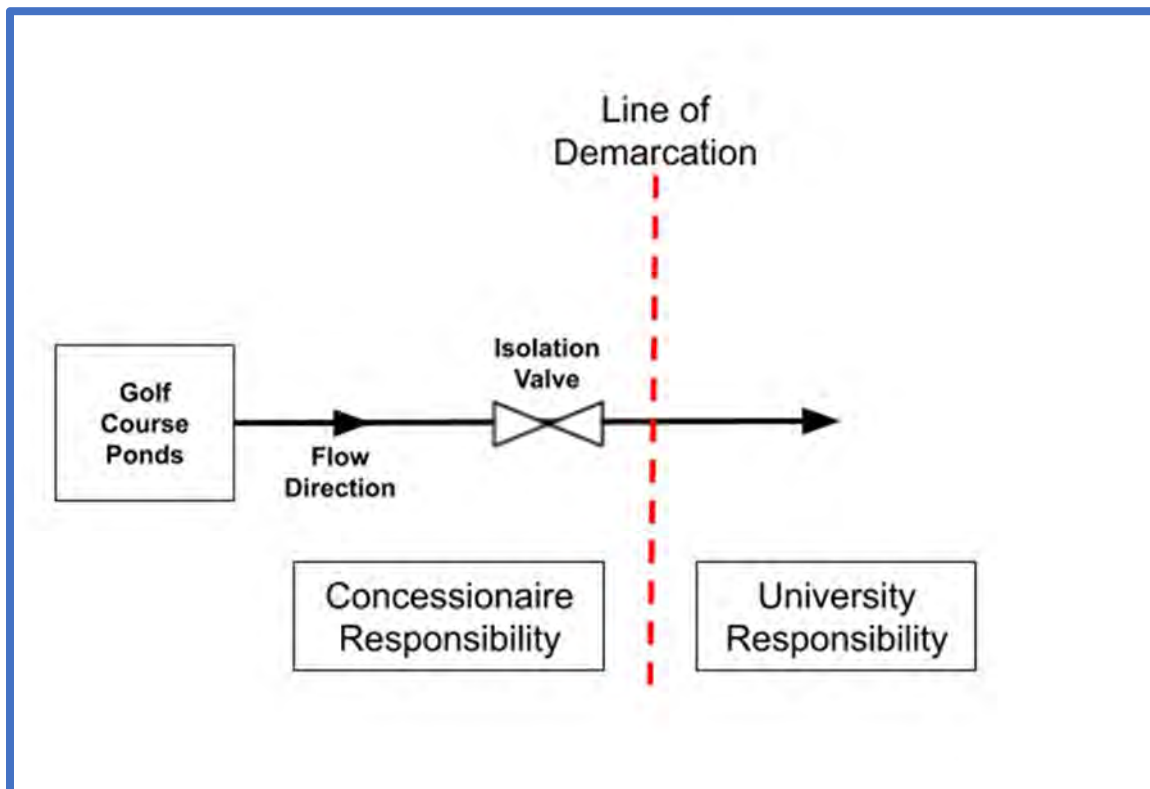 Line of
Demarcation
Isolation
Valve
Golf
Course
Ponds
Flow
Direction
Concessionaire
Responsibility
University
Responsibility